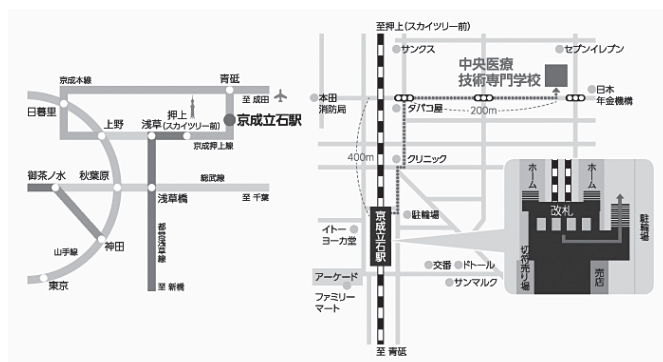 京成本線
青砥
至 成田
日暮里
上野
浅草
押上
(スカイツリー前)
京成立石駅
京成押上線
御茶ノ水
秋葉原
総武線
浅草橋
至 千葉
山手線
神田
都営浅草線
東京
至 新橋
至押上(スカイツリー前)
サンクス
セブンイレブン
中央医療
技術専門学校
本田
消防局
タバコ屋
200m
日本
年金機構
400m
クリニック
駐輪場
イトー
ヨーカ堂
京成立石駅
交番
ドトール
サンマルク
アーケード
ファミリー
マート
至 青砥
ホーム
ホーム
改札
切符売り場
売店
駐輪場